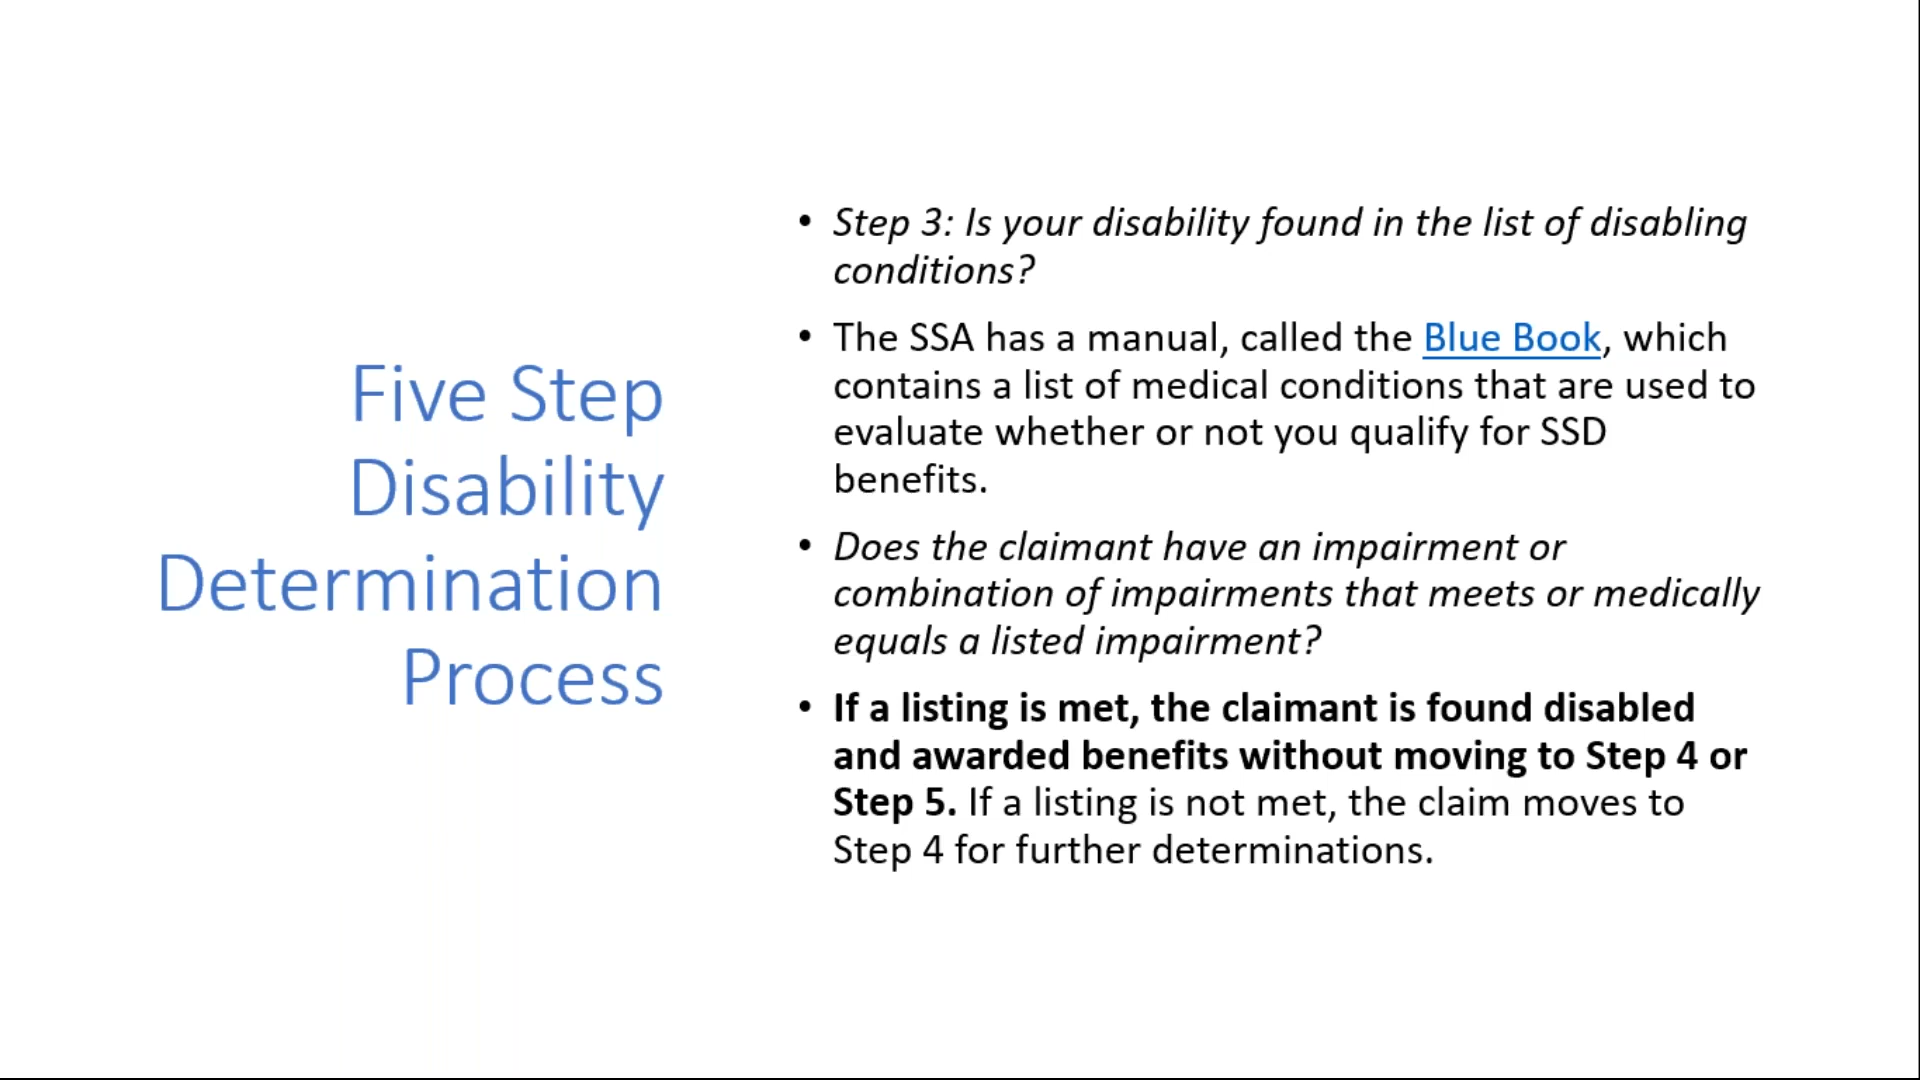 Five Step
Disability
Determination
Process
• Step 3: Is your disability found in the list of disabling
conditions?
• The SSA has a manual, called the Blue Book, which
contains a list of medical conditions that are used to
evaluate whether or not you qualify for SSD
benefits.
• Does the claimant have an impairment or
combination of impairments that meets or medically
equals a listed impairment?
• If a listing is met, the claimant is found disabled
and awarded benefits without moving to Step 4 or
Step 5. If a listing is not met, the claim moves to
Step 4 for further determinations.